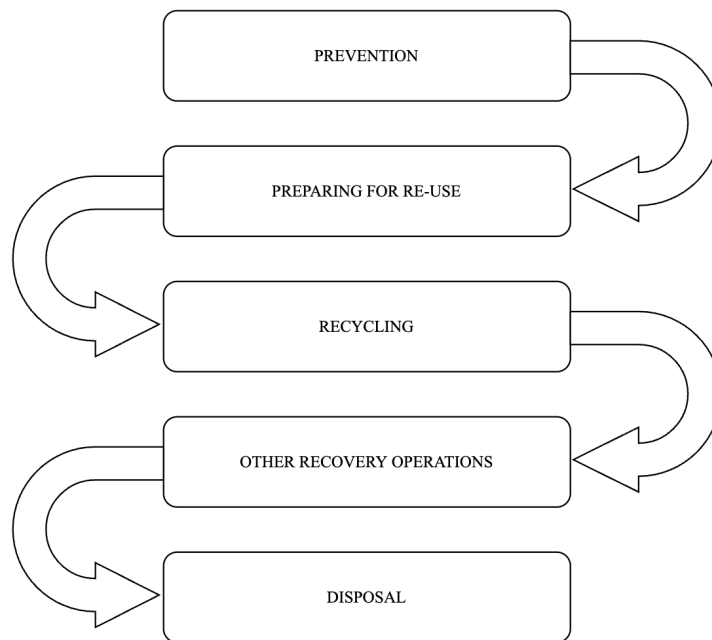 PREVENTION
PREPARING FOR RE-USE
RECYCLING
OTHER RECOVERY OPERATIONS
DISPOSAL